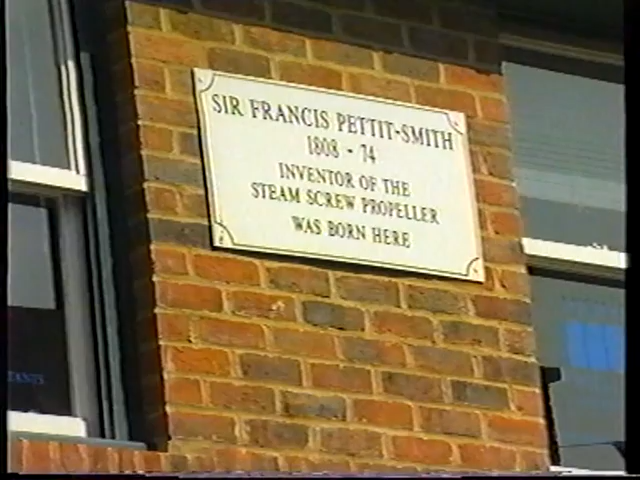 SIR FRANCIS PETTIT-SMITH
1808 - 74
INVENTOR OF THE
STEAM SCREW PROPELLER
WAS BORN HERE